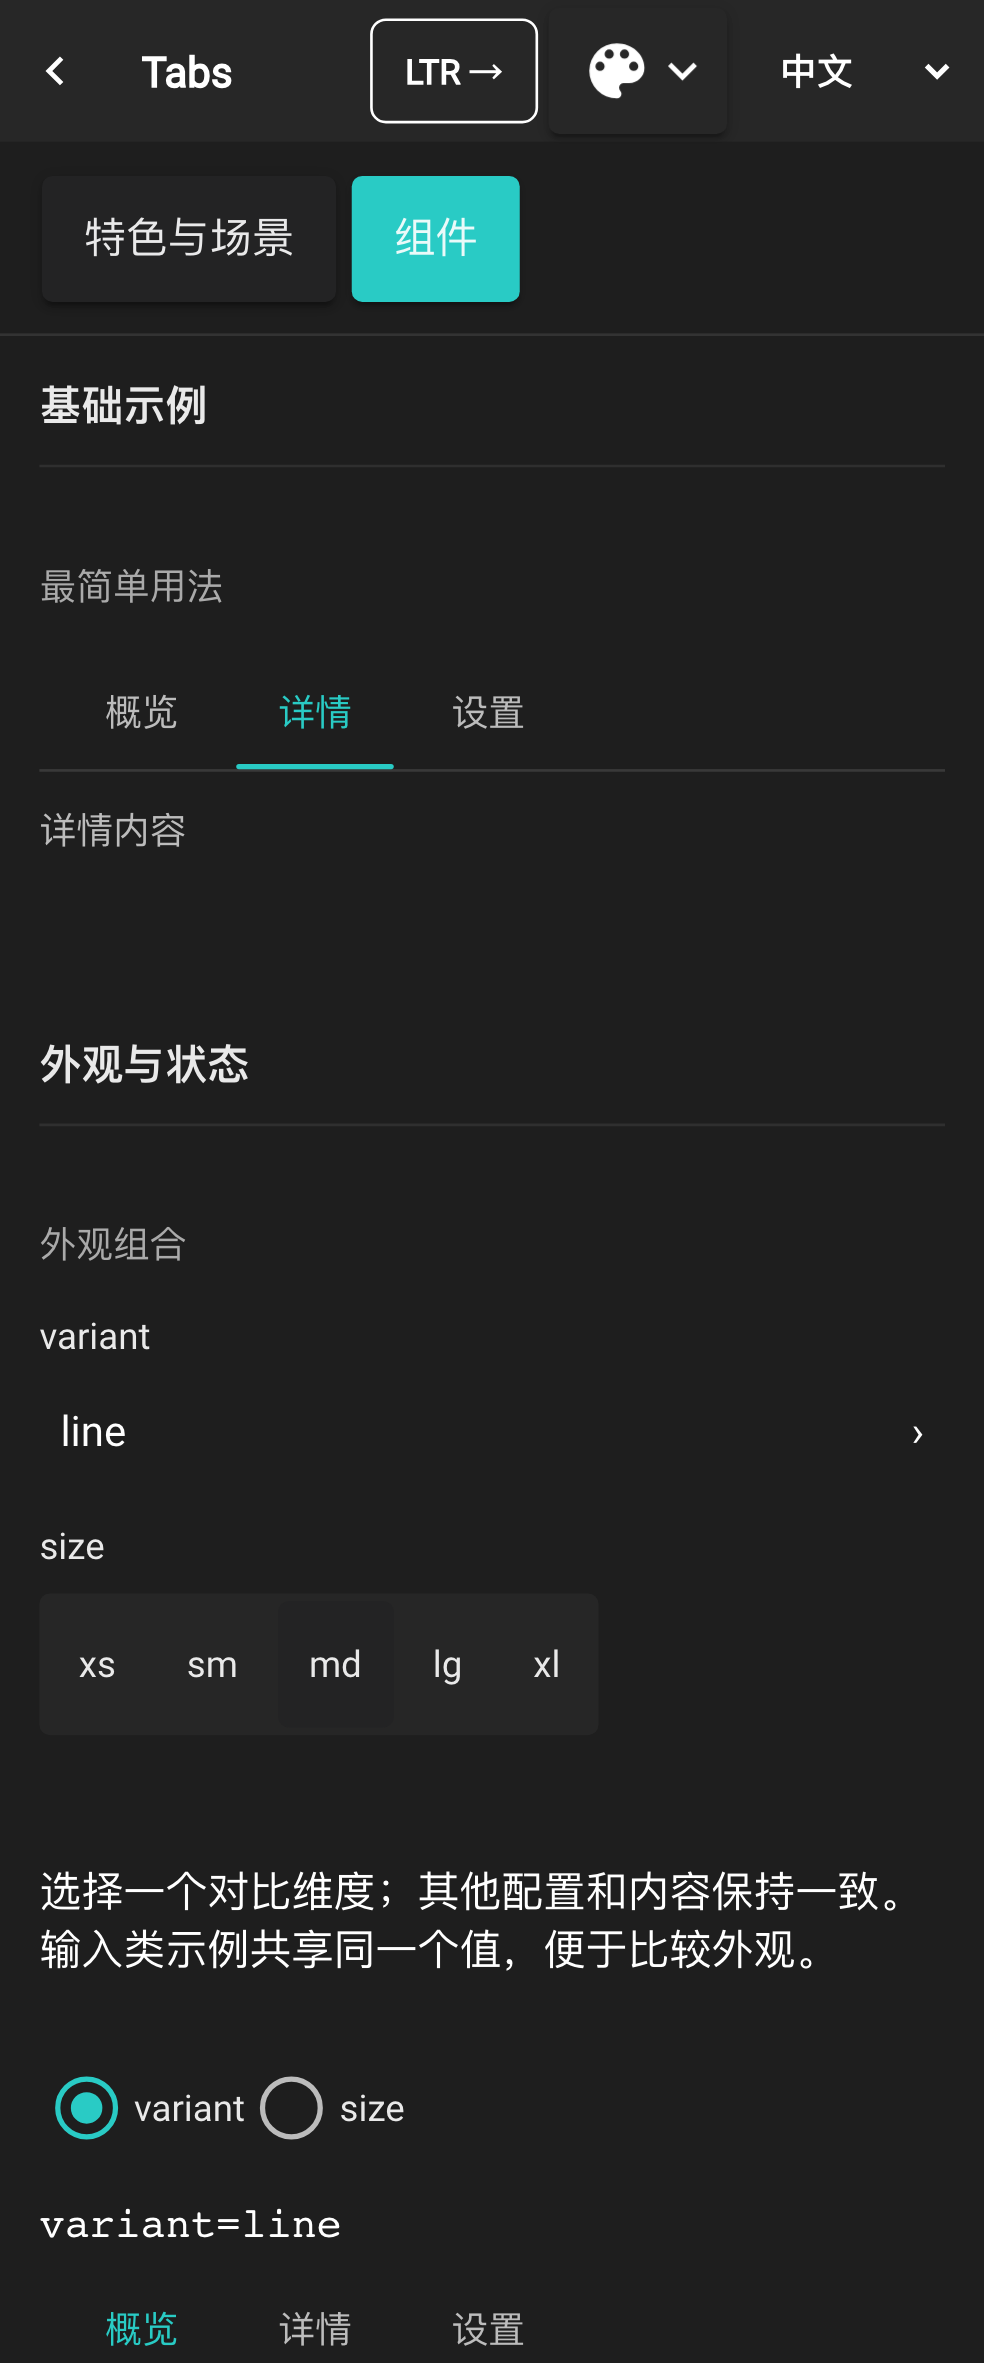 Tabs
LTR→
中文
特色与场景
组件
基础示例
最简单用法
概览 详情 设置
详情内容
外观与状态
外观组合
variant
line
size
xs sm md lg xl
选择一个对比维度；其他配置和内容保持一致。
输入类示例共享同一个值，便于比较外观。
variant size
variant=line
概览 详情 设置